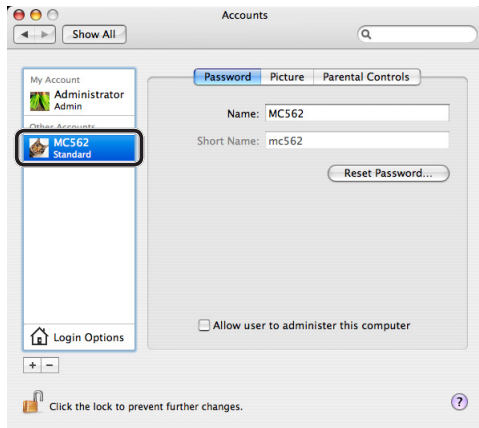 Accounts
Show All
My Account
Administrator
Admin
Other Accounts
MC562
Standard
Login Options
Password Picture Parental Controls
Name: MC562
Short Name: mc562
Reset Password...
Allow user to administer this computer
+ −
Click the lock to prevent further changes.
?